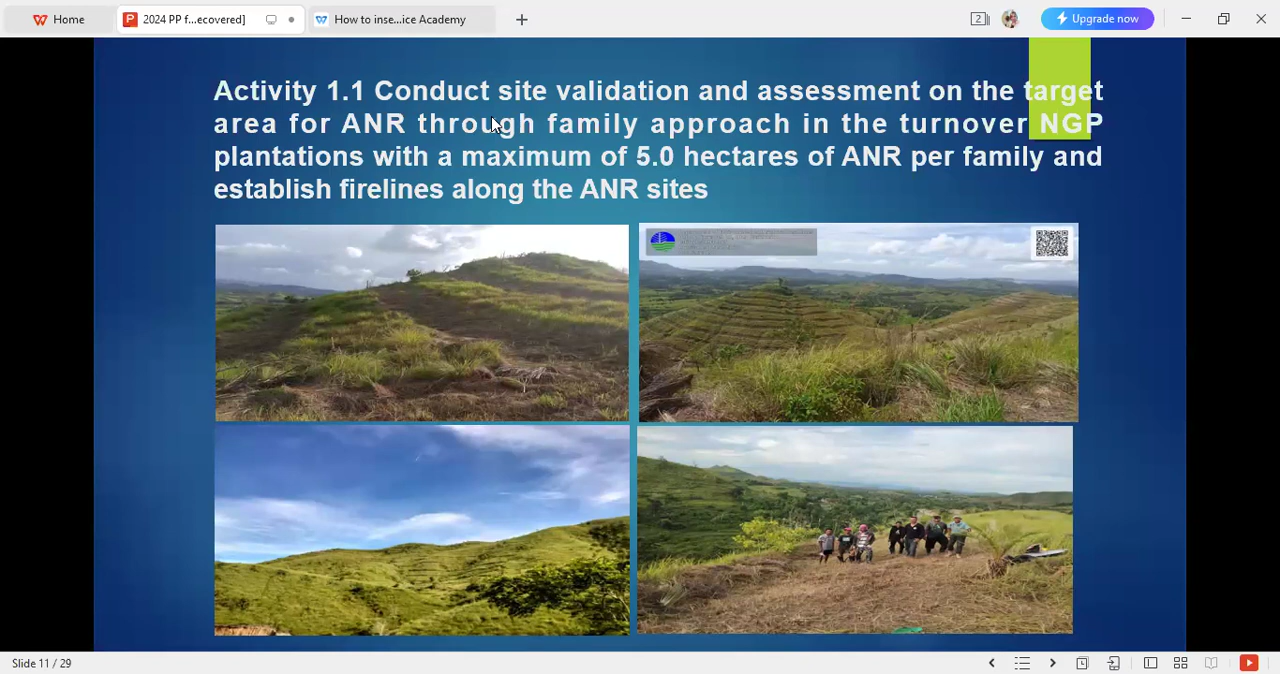 Home
2024 PP f...ecovered]
How to inse...ice Academy
2
Upgrade now
Activity 1.1 Conduct site validation and assessment on the target
area for ANR through family approach in the turnover NGP
plantations with a maximum of 5.0 hectares of ANR per family and
establish firelines along the ANR sites
Slide 11 / 29